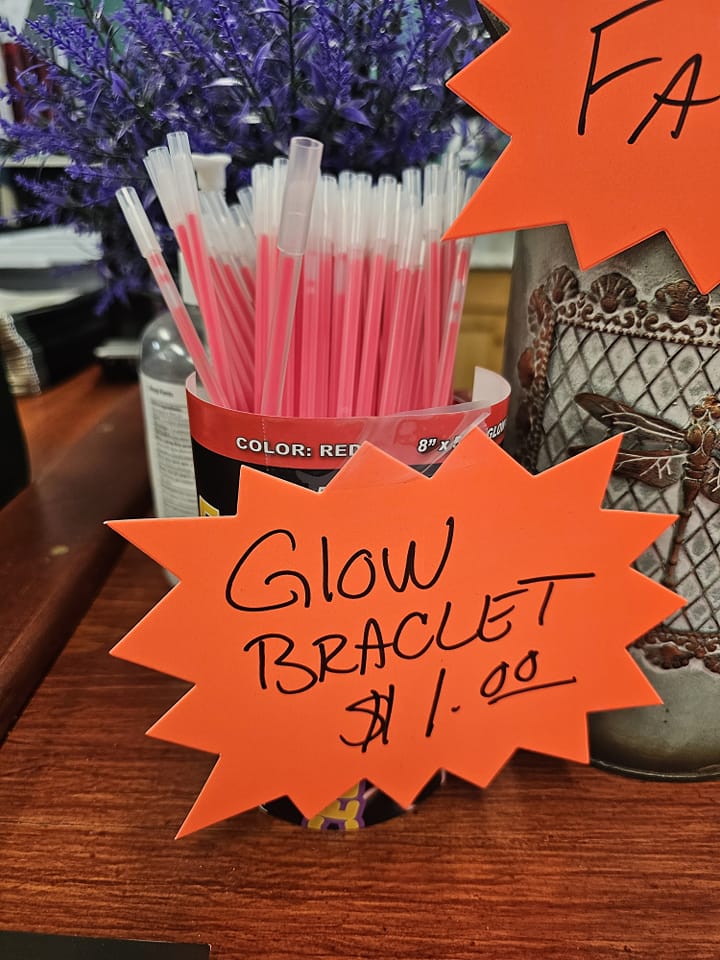 FA
COLOR: RED
8" x
GLOW
BRACLET
$1.00